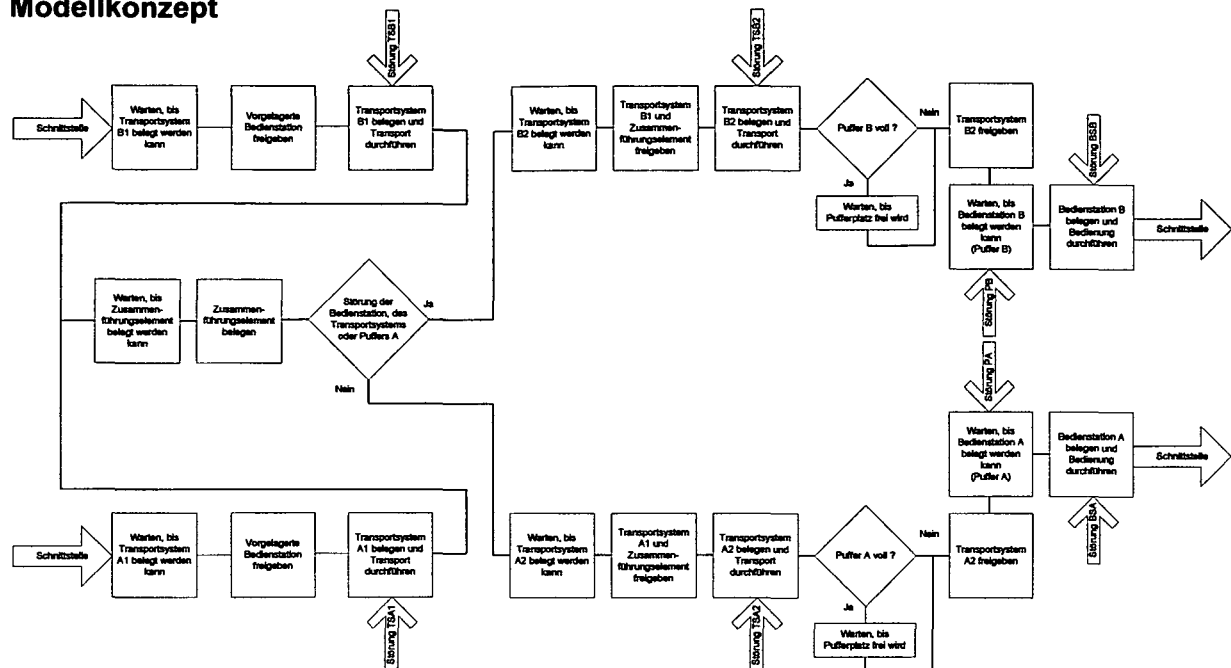 Modellkonzept
Störung TSB1
Störung TSB2
Schnittstelle
Warten, bis
Transportsystem
B1 belegt werden
kann
Vorgelagerte
Bedienstation
freigeben
Transportsystem
B1 belegen und
Transport
durchführen
Warten, bis
Transportsystem
B2 belegt werden
kann
Transportsystem
B1 und
Zusammen-
führungselement
freigeben
Transportsystem
B2 belegen und
Transport
durchführen
Puffer B voll ?
Nein
Ja
Warten, bis
Pufferplatz frei wird
Transportsystem
B2 freigeben
Störung BSB
Warten, bis
Bedienstation B
belegt werden
kann
(Puffer B)
Bedienstation B
belegen und
Bedienung
durchführen
Schnittstelle
Störung PB
Warten, bis
Zusammen-
führungselement
belegt werden
kann
Zusammen-
führungselement
belegen
Störung der
Bedienstation, des
Transportsystems
oder Puffers A
Ja
Nein
Störung PA
Warten, bis
Bedienstation A
belegt werden
kann
(Puffer A)
Bedienstation A
belegen und
Bedienung
durchführen
Schnittstelle
Störung BSA
Schnittstelle
Warten, bis
Transportsystem
A1 belegt werden
kann
Vorgelagerte
Bedienstation
freigeben
Transportsystem
A1 belegen und
Transport
durchführen
Warten, bis
Transportsystem
A2 belegt werden
kann
Transportsystem
A1 und
Zusammen-
führungselement
freigeben
Transportsystem
A2 belegen und
Transport
durchführen
Puffer A voll ?
Nein
Ja
Warten, bis
Pufferplatz frei wird
Transportsystem
A2 freigeben
Störung TSA1
Störung TSA2